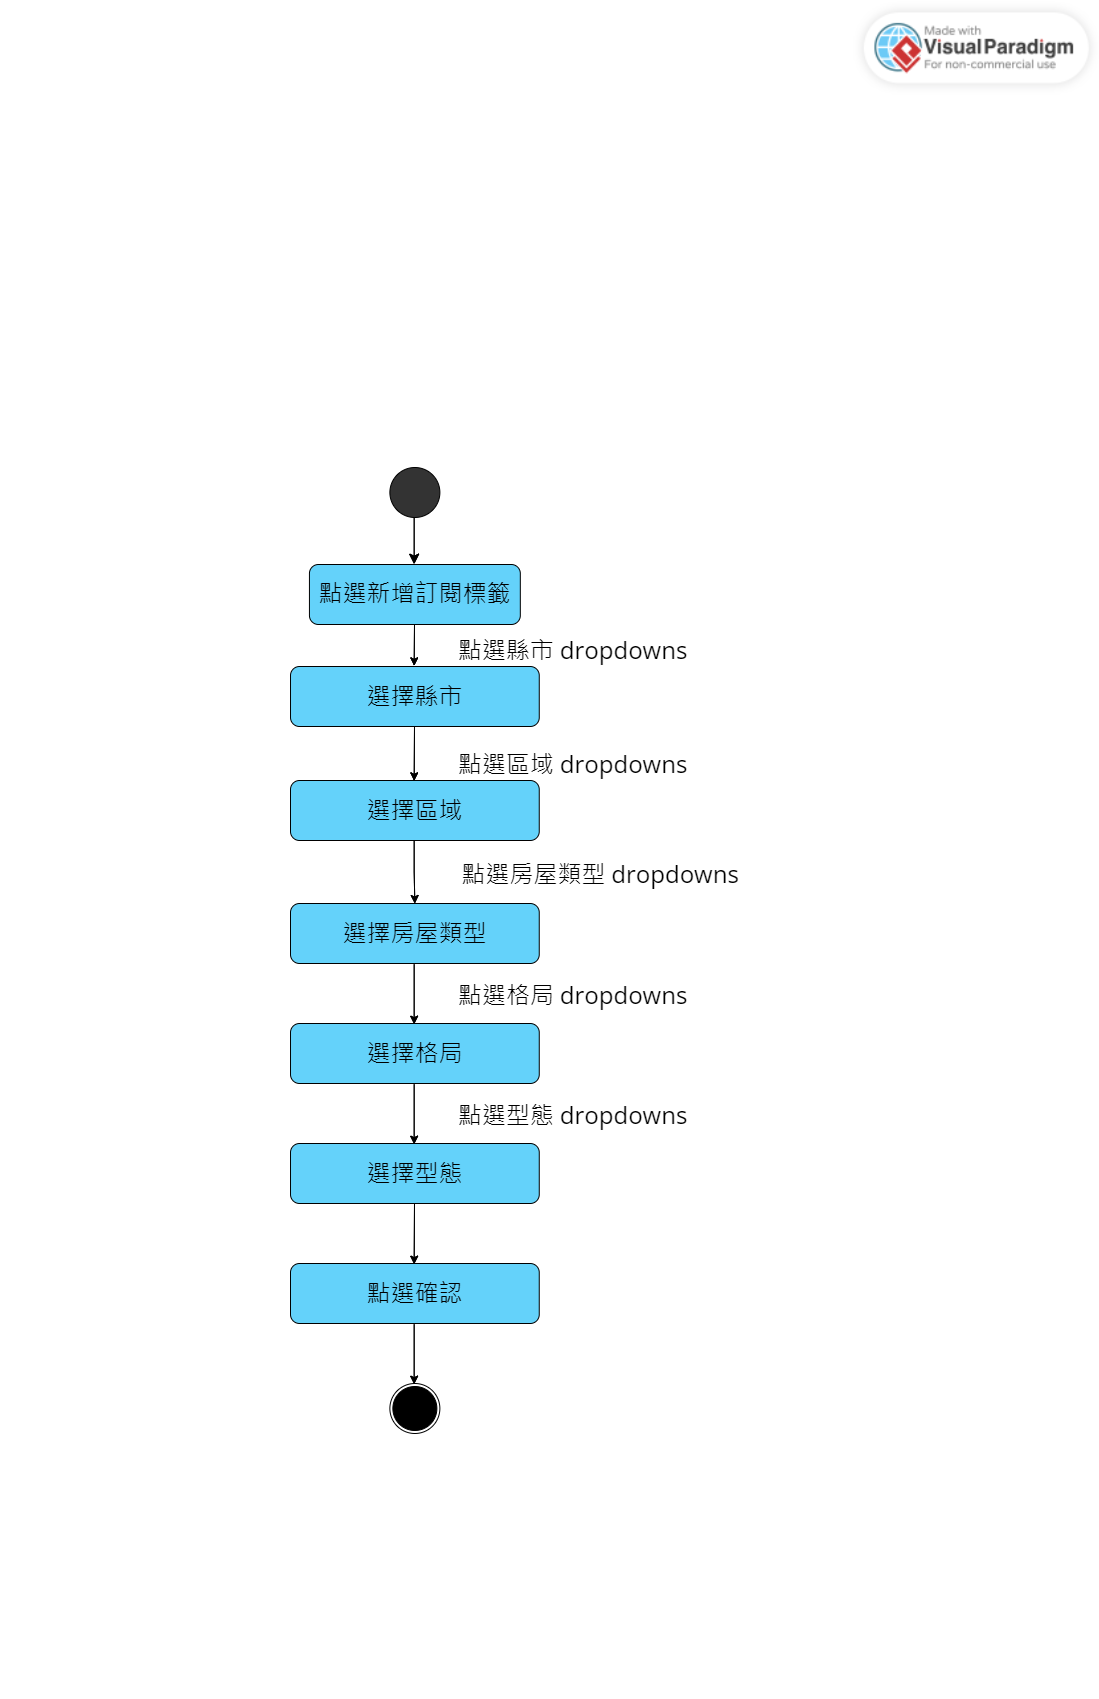 Made with
Visual Paradigm
For non-commercial use
點選新增訂閱標籤
點選縣市 dropdowns
選擇縣市
點選區域 dropdowns
選擇區域
點選房屋類型 dropdowns
選擇房屋類型
點選格局 dropdowns
選擇格局
點選型態 dropdowns
選擇型態
點選確認